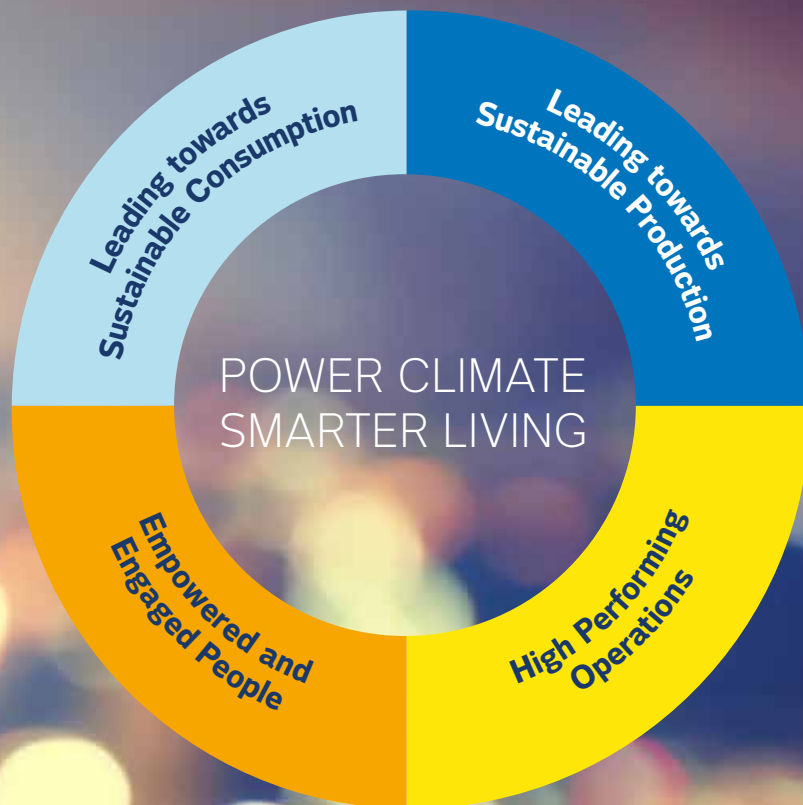 Leading towards
Sustainable Consumption
Leading towards
Sustainable Production
POWER CLIMATE
SMARTER LIVING
Empowered and
Engaged People
High Performing
Operations